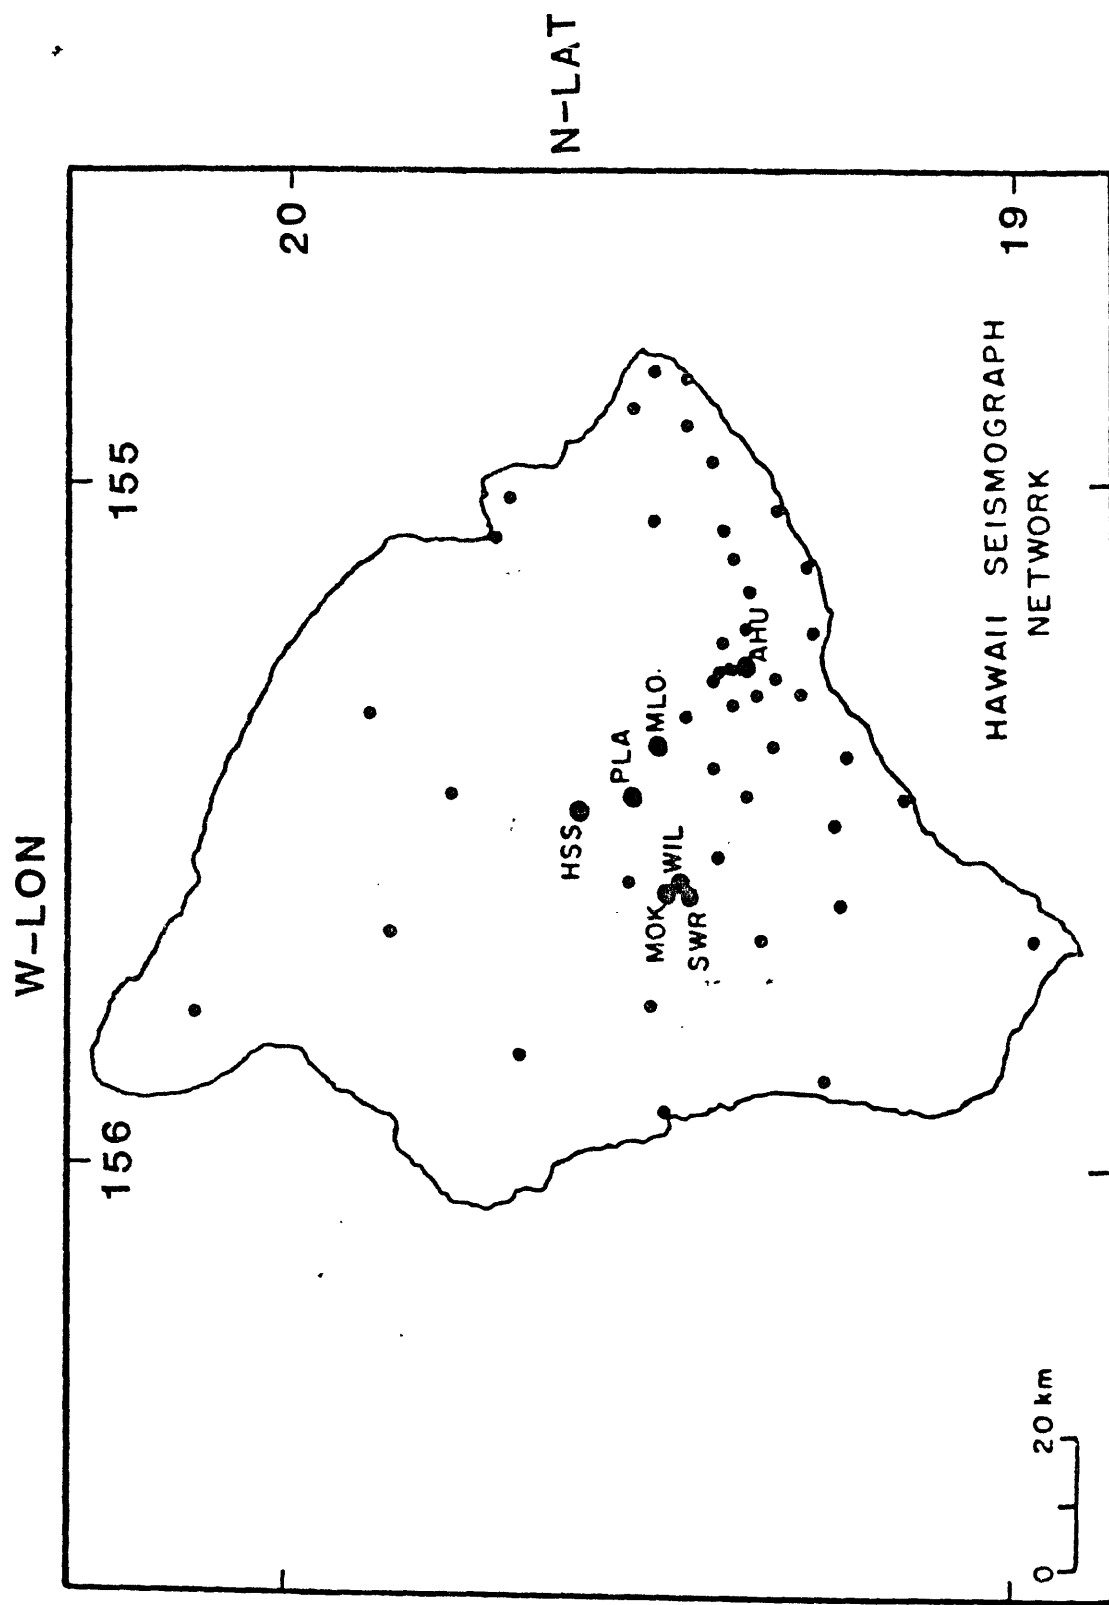 W-LON
156
155
N-LAT
20
19
HSS
PLA
MLO
MOK
WIL
SWR
AHU
HAWAII SEISMOGRAPH
NETWORK
0
20 km